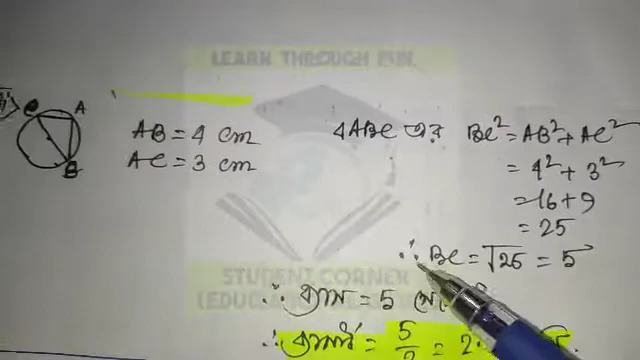 LEARN THROUGH FUN.
C A
B
AB = 4 cm
AC = 3 cm
ΔABC এর BC² = AB² + AC²
= 4² + 3²
= 16 + 9
= 25
∴ BC = √25 = 5
∴ ব্যাস = 5
∴ ব্যাসার্ধ = 5/2 = 2.
STUDENT CORNER